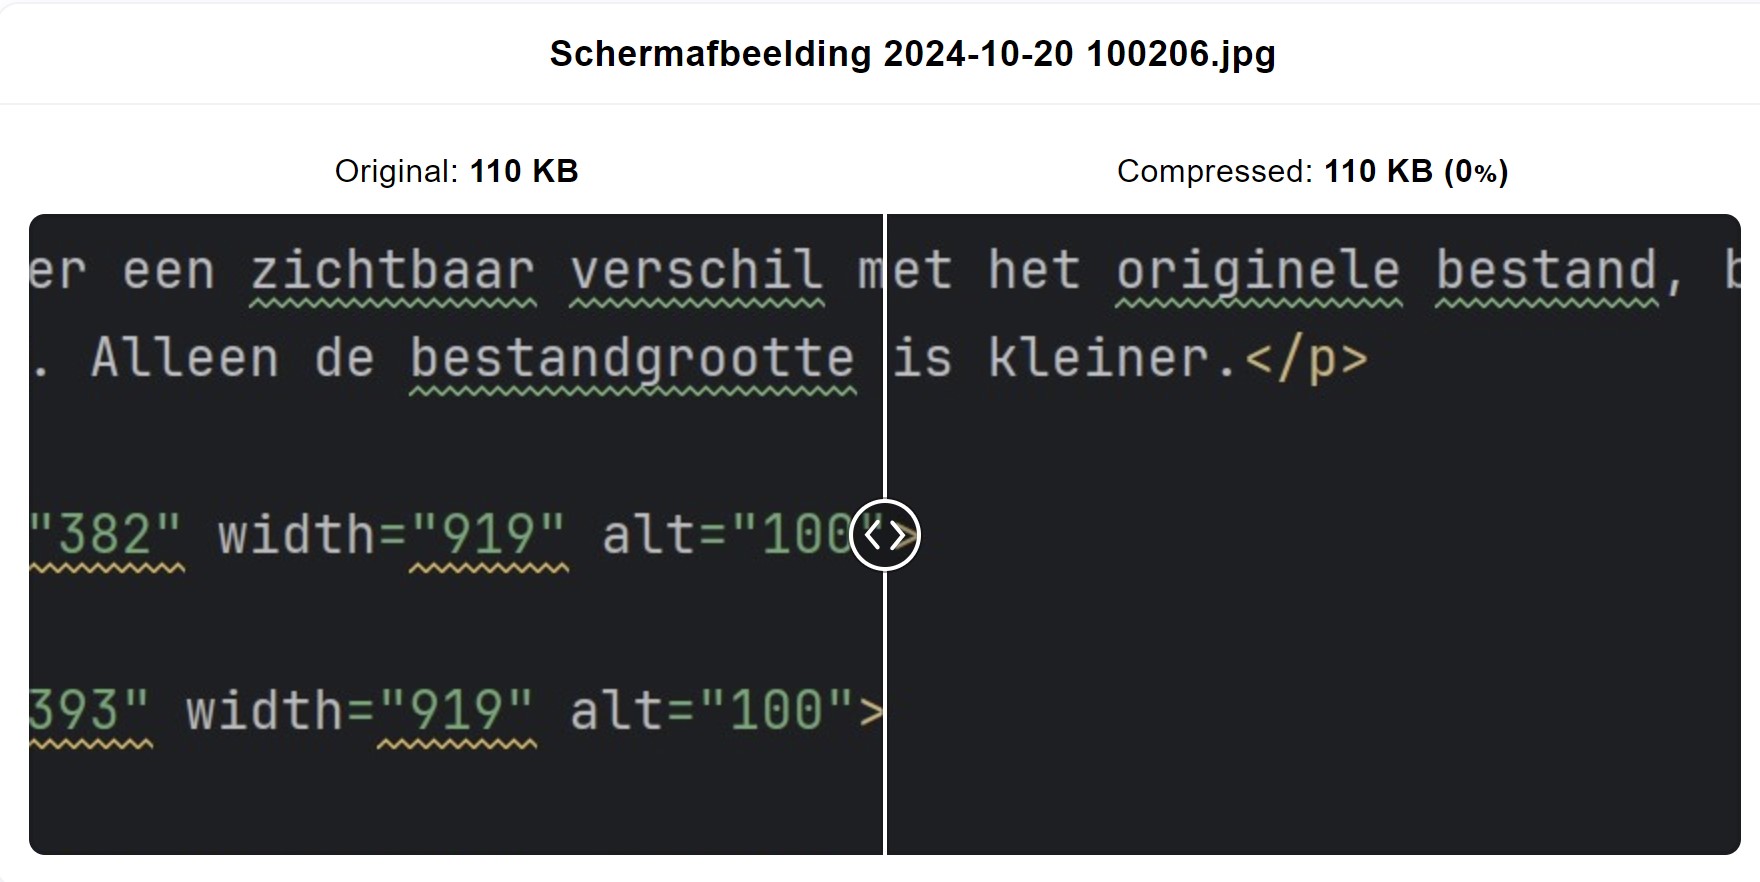 Schermafbeelding 2024-10-20 100206.jpg
Original: 110 KB
Compressed: 110 KB (0%)
er een zichtbaar verschil met het originele bestand, b
. Alleen de bestandgrootte is kleiner.</p>
"382" width="919" alt="100">
393" width="919" alt="100">